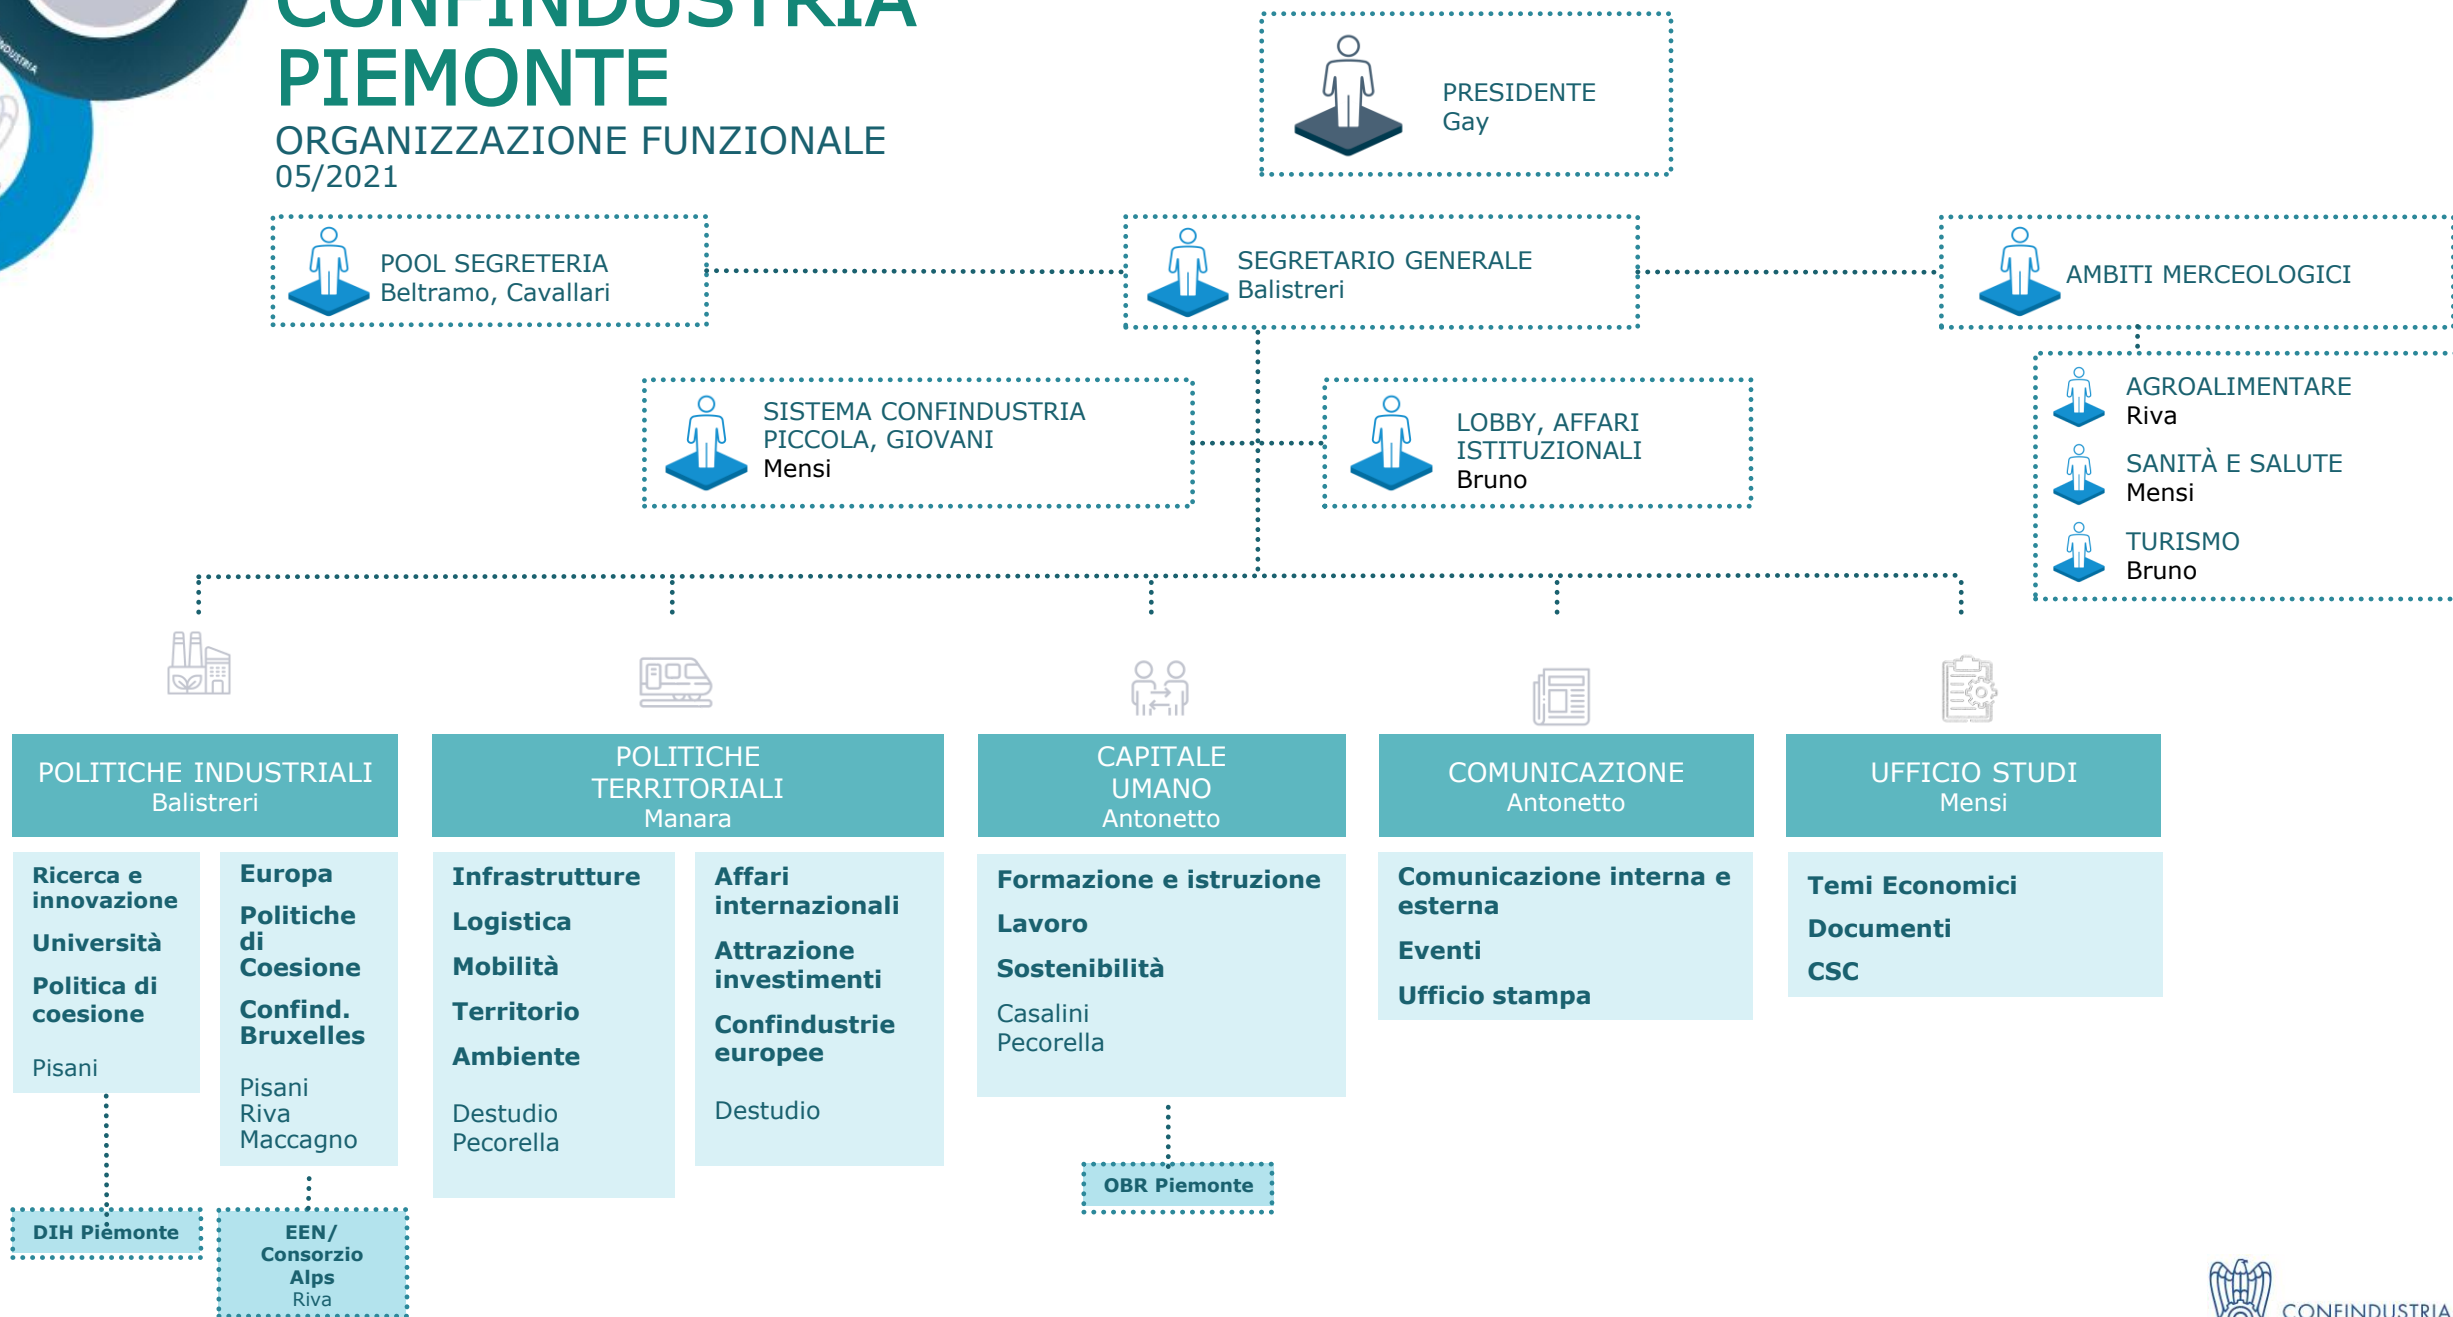 CONFINDUSTRIA
PIEMONTE
ORGANIZZAZIONE FUNZIONALE
05/2021
PRESIDENTE
Gay
POOL SEGRETERIA
Beltramo, Cavallari
SEGRETARIO GENERALE
Balistreri
AMBITI MERCEOLOGICI
SISTEMA CONFINDUSTRIA
PICCOLA, GIOVANI
Mensi
LOBBY, AFFARI
ISTITUZIONALI
Bruno
AGROALIMENTARE
Riva
SANITÀ E SALUTE
Mensi
TURISMO
Bruno
POLITICHE INDUSTRIALI
Balistreri
Ricerca e
innovazione
Università
Politica di
coesione
Pisani
DIH Piemonte
Europa
Politiche
di
Coesione
Confind.
Bruxelles
Pisani
Riva
Maccagno
EEN/
Consorzio
Alps
Riva
POLITICHE
TERRITORIALI
Manara
Infrastrutture
Logistica
Mobilità
Territorio
Ambiente
Destudio
Pecorella
Affari
internazionali
Attrazione
investimenti
Confindustrie
europee
Destudio
CAPITALE
UMANO
Antonetto
Formazione e istruzione
Lavoro
Sostenibilità
Casalini
Pecorella
OBR Piemonte
COMUNICAZIONE
Antonetto
Comunicazione interna e
esterna
Eventi
Ufficio stampa
UFFICIO STUDI
Mensi
Temi Economici
Documenti
CSC
CONFINDUSTRIA